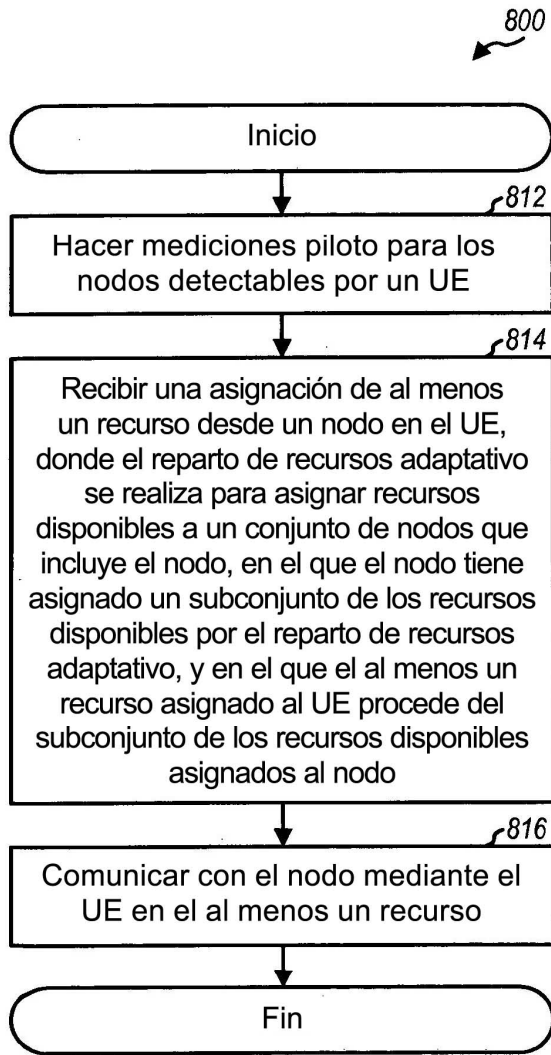 800
Inicio
812
Hacer mediciones piloto para los
nodos detectables por un UE
814
Recibir una asignación de al menos
un recurso desde un nodo en el UE,
donde el reparto de recursos adaptativo
se realiza para asignar recursos
disponibles a un conjunto de nodos que
incluye el nodo, en el que el nodo tiene
asignado un subconjunto de los recursos
disponibles por el reparto de recursos
adaptativo, y en el que el al menos un
recurso asignado al UE procede del
subconjunto de los recursos disponibles
asignados al nodo
816
Comunicar con el nodo mediante el
UE en el al menos un recurso
Fin